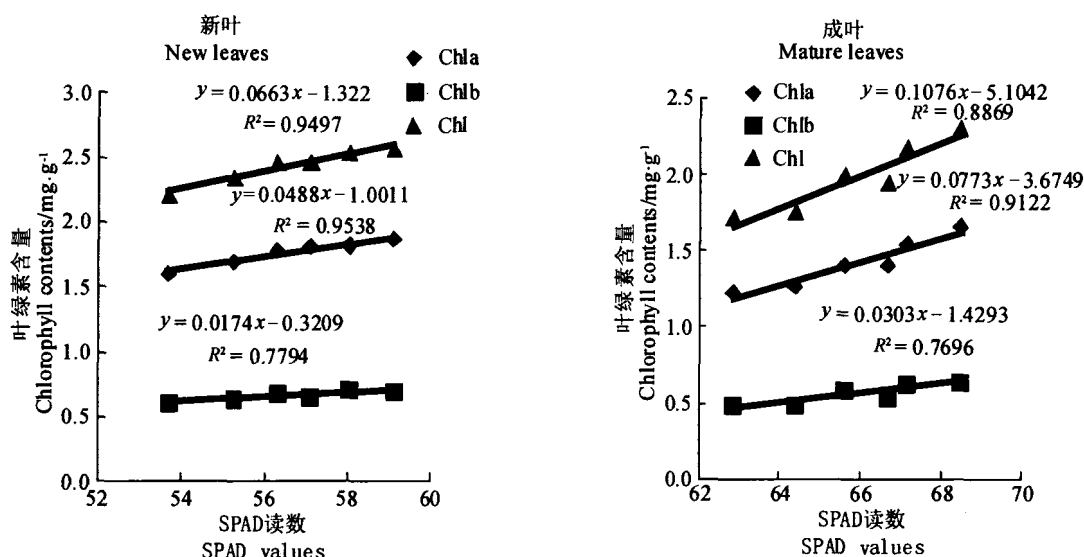 新叶
New leaves
Chla
Chlb
Chl
y=0.0663x-1.322
R²=0.9497
y=0.0488x-1.0011
R²=0.9538
y=0.0174x-0.3209
R²=0.7794
叶绿素含量
Chlorophyll contents/mg·g⁻¹
3.0
2.5
2.0
1.5
1.0
0.5
0.0
52 54 56 58 60
SPAD读数
SPAD values
成叶
Mature leaves
Chla
Chlb
Chl
y=0.1076x-5.1042
R²=0.8869
y=0.0773x-3.6749
R²=0.9122
y=0.0303x-1.4293
R²=0.7696
叶绿素含量
Chlorophyll contents/mg·g⁻¹
2.5
2.0
1.5
1.0
0.5
0.0
62 64 66 68 70
SPAD读数
SPAD values